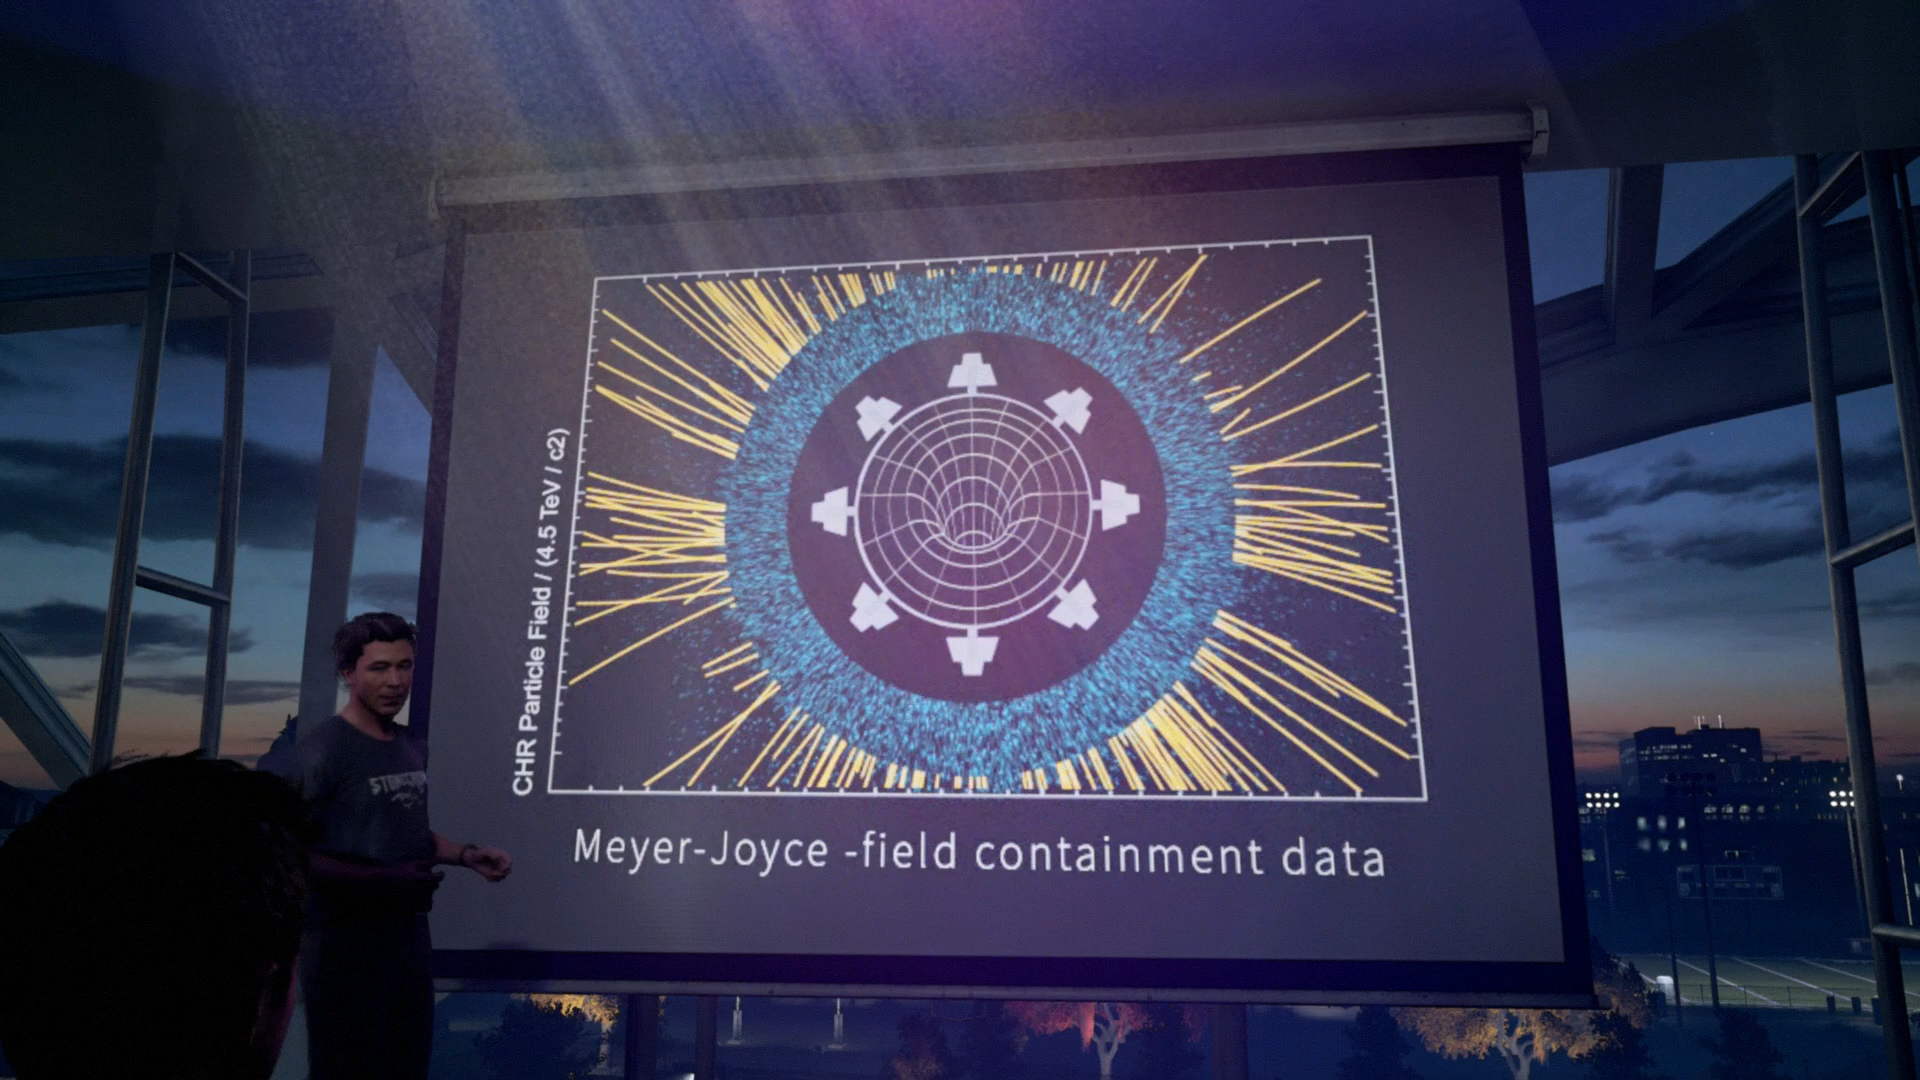 CHR Particle Field / (4.5 TeV / c2)
Meyer-Joyce -field containment data